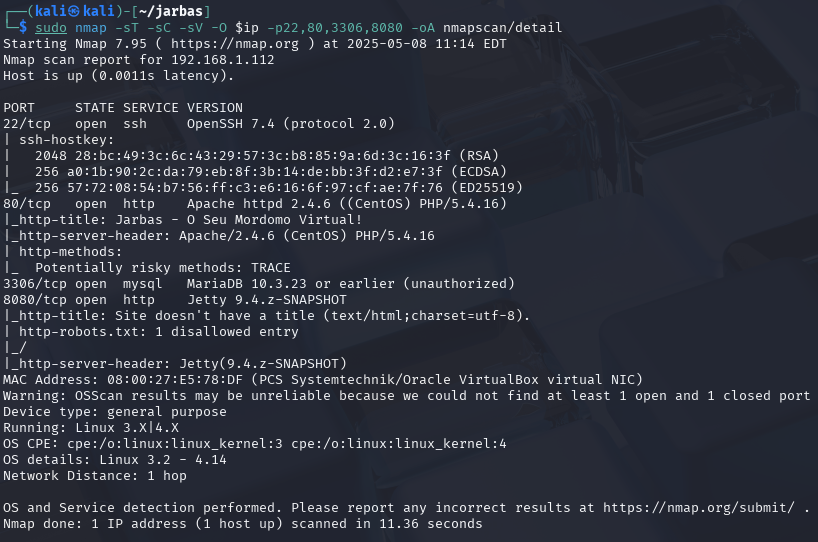 ┌──(kali㉿kali)-[~/jarbas]
└─$ sudo nmap -sT -sC -sV -O $ip -p22,80,3306,8080 -oA nmapscan/detail
Starting Nmap 7.95 ( https://nmap.org ) at 2025-05-08 11:14 EDT
Nmap scan report for 192.168.1.112
Host is up (0.0011s latency).

PORT     STATE SERVICE VERSION
22/tcp   open  ssh     OpenSSH 7.4 (protocol 2.0)
| ssh-hostkey:
|   2048 28:bc:49:3c:6c:43:29:57:3c:b8:85:9a:6d:3c:16:3f (RSA)
|   256 a0:1b:90:2c:da:79:eb:8f:3b:14:de:bb:3f:d2:e7:3f (ECDSA)
|_  256 57:72:08:54:b7:56:ff:c3:e6:16:6f:97:cf:ae:7f:76 (ED25519)
80/tcp   open  http    Apache httpd 2.4.6 ((CentOS) PHP/5.4.16)
|_http-title: Jarbas - O Seu Mordomo Virtual!
|_http-server-header: Apache/2.4.6 (CentOS) PHP/5.4.16
| http-methods:
|_  Potentially risky methods: TRACE
3306/tcp open  mysql   MariaDB 10.3.23 or earlier (unauthorized)
8080/tcp open  http    Jetty 9.4.z-SNAPSHOT
|_http-title: Site doesn't have a title (text/html;charset=utf-8).
| http-robots.txt: 1 disallowed entry
|_/
|_http-server-header: Jetty(9.4.z-SNAPSHOT)
MAC Address: 08:00:27:E5:78:DF (PCS Systemtechnik/Oracle VirtualBox virtual NIC)
Warning: OSScan results may be unreliable because we could not find at least 1 open and 1 closed port
Device type: general purpose
Running: Linux 3.X|4.X
OS CPE: cpe:/o:linux:linux_kernel:3 cpe:/o:linux:linux_kernel:4
OS details: Linux 3.2 - 4.14
Network Distance: 1 hop

OS and Service detection performed. Please report any incorrect results at https://nmap.org/submit/ .
Nmap done: 1 IP address (1 host up) scanned in 11.36 seconds